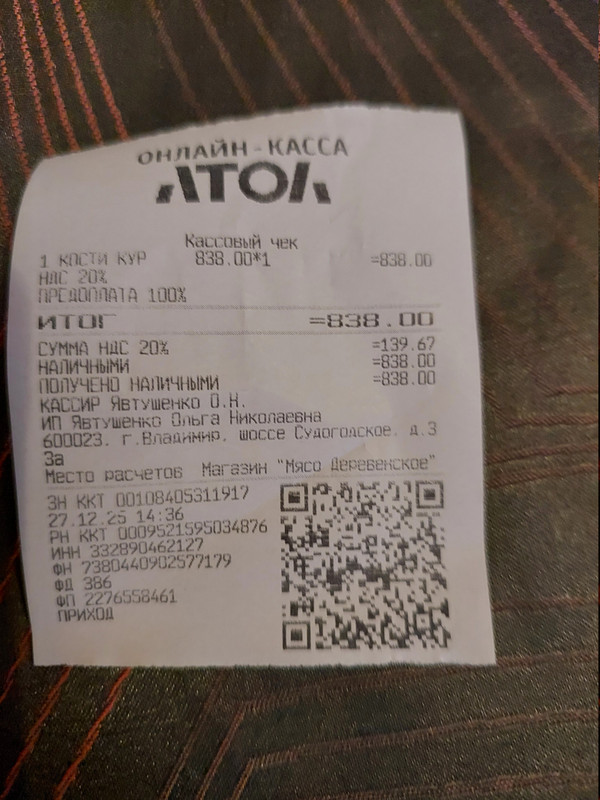 ОНЛАЙН-КАССА
АТОЛ
Кассовый чек
1 КОСТИ КУР 838.00*1 =838.00
НДС 20%
ПРЕДОПЛАТА 100%
ИТОГ =838.00
СУММА НДС 20% =139.67
НАЛИЧНЫМИ =838.00
ПОЛУЧЕНО НАЛИЧНЫМИ =838.00
КАССИР Явтушенко О.Н.
ИП Явтушенко Ольга Николаевна
600023, г.Владимир, шоссе Судогодское, д.3
3а
Место расчетов Магазин "Мясо Деревенское"
ЗН ККТ 00108405311917
27.12.25 14:36
РН ККТ 0009521595034876
ИНН 332890462127
ФН 7380440902577179
ФД 386
ФП 2276558461
ПРИХОД